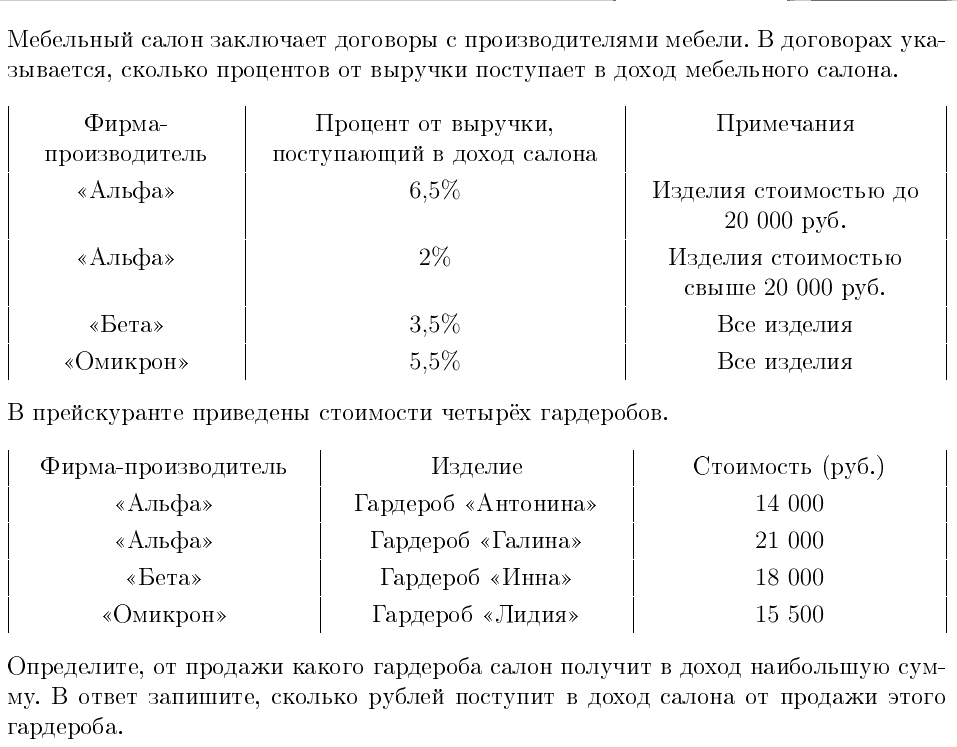 Мебельный салон заключает договоры с производителями мебели. В договорах ука-
зывается, сколько процентов от выручки поступает в доход мебельного салона.
Фирма-производитель Процент от выручки, поступающий в доход салона Примечания
«Альфа» 6,5% Изделия стоимостью до 20 000 руб.
«Альфа» 2% Изделия стоимостью свыше 20 000 руб.
«Бета» 3,5% Все изделия
«Омикрон» 5,5% Все изделия
В прейскуранте приведены стоимости четырёх гардеробов.
Фирма-производитель Изделие Стоимость (руб.)
«Альфа» Гардероб «Антонина» 14 000
«Альфа» Гардероб «Галина» 21 000
«Бета» Гардероб «Инна» 18 000
«Омикрон» Гардероб «Лидия» 15 500
Определите, от продажи какого гардероба салон получит в доход наибольшую сум-
му. В ответ запишите, сколько рублей поступит в доход салона от продажи этого
гардероба.